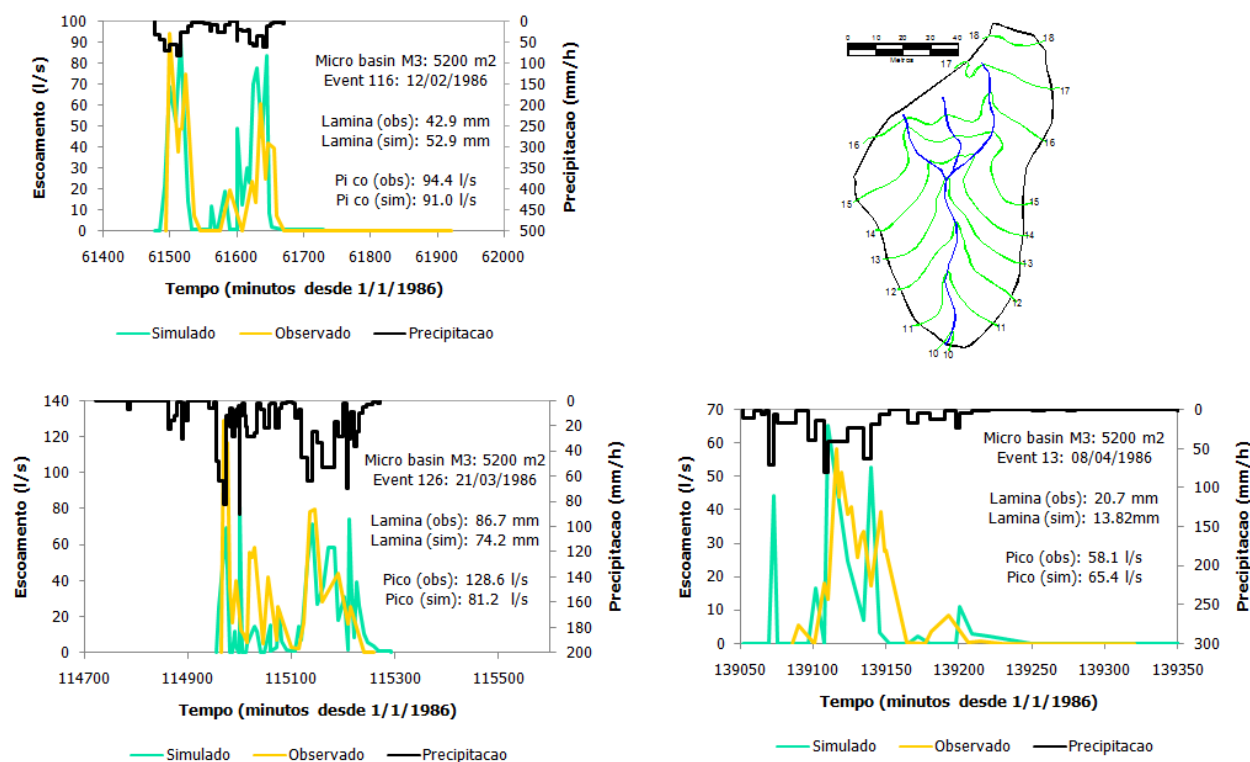 Micro basin M3: 5200 m2
Event 116: 12/02/1986
Lamina (obs): 42.9 mm
Lamina (sim): 52.9 mm
Pi co (obs): 94.4 l/s
Pi co (sim): 91.0 l/s
Escoamento (l/s)
100
90
80
70
60
50
40
30
20
10
0
Precipitacao (mm/h)
0
50
100
150
200
250
300
350
400
450
500
61400 61500 61600 61700 61800 61900 62000
Tempo (minutos desde 1/1/1986)
Simulado Observado Precipitacao
0 10 20 30 40
Metros
18 18
17
17
16 16
15 15
14 14
13 13
12 12
11 11
10 10
Micro basin M3: 5200 m2
Event 126: 21/03/1986
Lamina (obs): 86.7 mm
Lamina (sim): 74.2 mm
Pico (obs): 128.6 l/s
Pico (sim): 81.2 l/s
Escoamento (l/s)
140
120
100
80
60
40
20
0
Precipitacao (mm/h)
0
20
40
60
80
100
120
140
160
180
200
114700 114900 115100 115300 115500
Tempo (minutos desde 1/1/1986)
Simulado Observado Precipitacao
Micro basin M3: 5200 m2
Event 13: 08/04/1986
Lamina (obs): 20.7 mm
Lamina (sim): 13.82mm
Pico (obs): 58.1 l/s
Pico (sim): 65.4 l/s
Escoamento (l/s)
70
60
50
40
30
20
10
0
Precipitacao (mm/h)
0
50
100
150
200
250
300
139050 139100 139150 139200 139250 139300 139350
Tempo (minutos desde 1/1/1986)
Simulado Observado Precipitacao